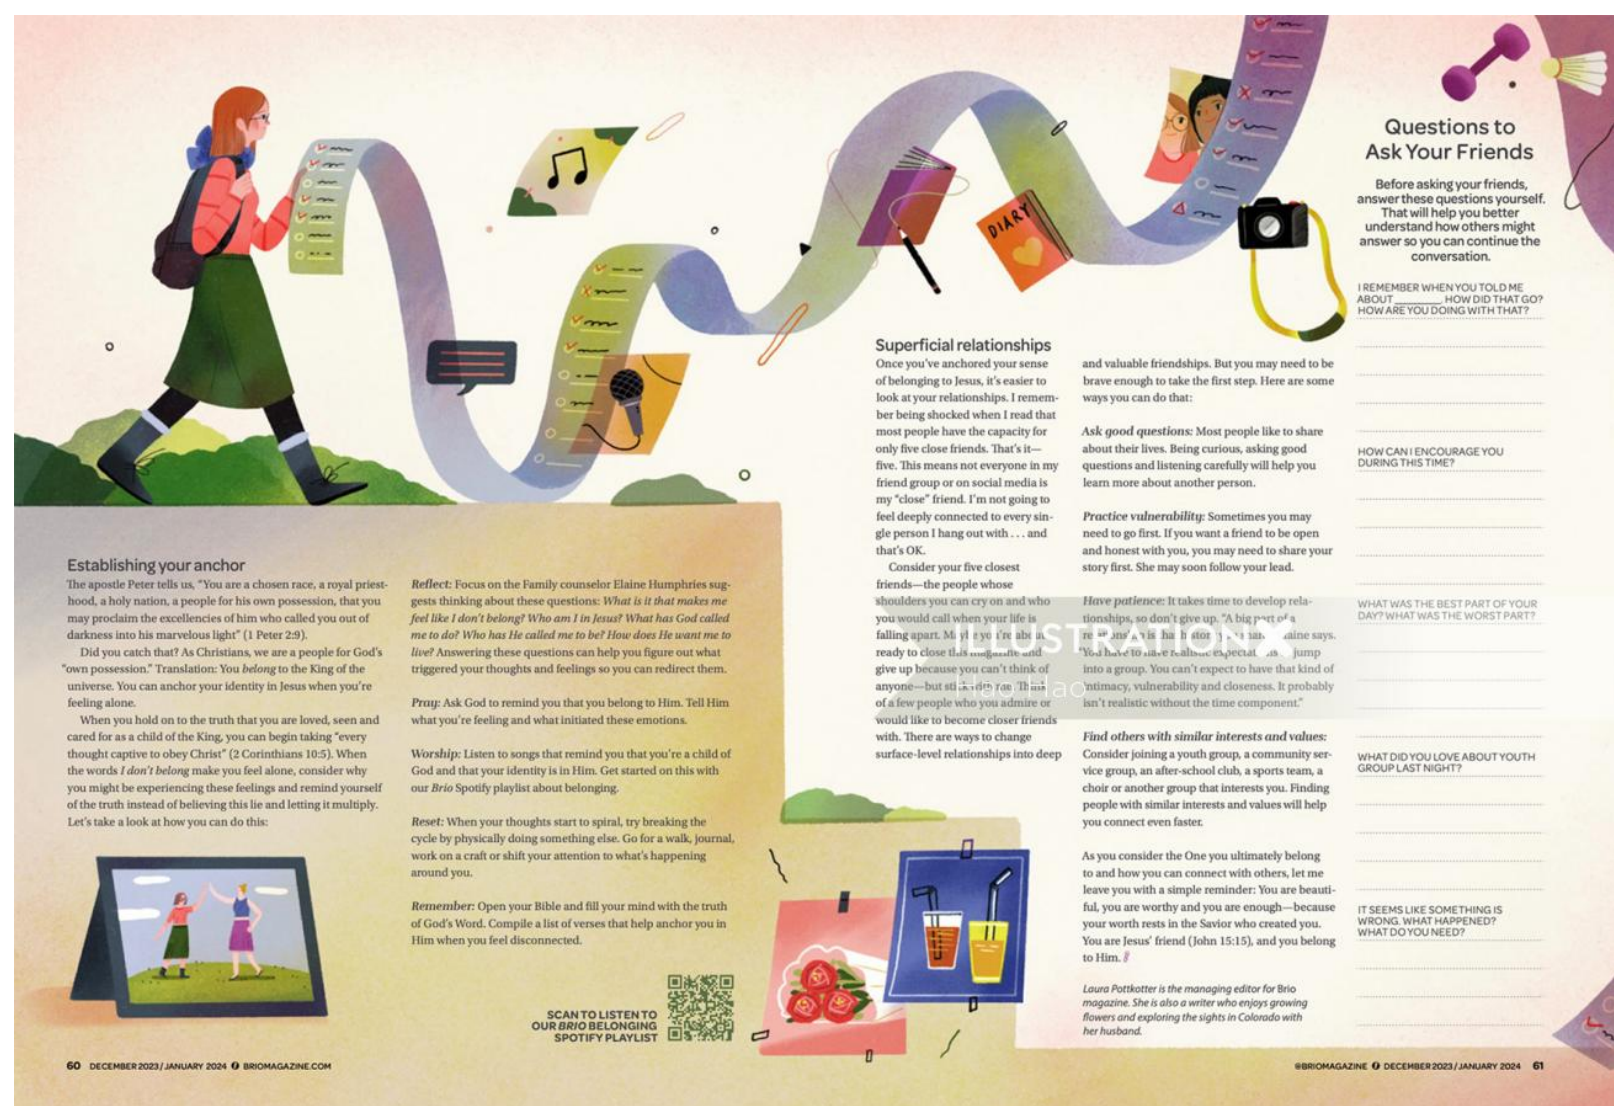 DIARY
Establishing your anchor
The apostle Peter tells us, "You are a chosen race, a royal priest-
hood, a holy nation, a people for his own possession, that you
may proclaim the excellencies of him who called you out of
darkness into his marvelous light" (1 Peter 2:9).
Did you catch that? As Christians, we are a people for God's
"own possession." Translation: You belong to the King of the
universe. You can anchor your identity in Jesus when you're
feeling alone.
When you hold on to the truth that you are loved, seen and
cared for as a child of the King, you can begin taking "every
thought captive to obey Christ" (2 Corinthians 10:5). When
the words I don't belong make you feel alone, consider why
you might be experiencing these feelings and remind yourself
of the truth instead of believing this lie and letting it multiply.
Let's take a look at how you can do this:
Reflect: Focus on the Family counselor Elaine Humphries sug-
gests thinking about these questions: What is it that makes me
feel like I don't belong? Who am I in Jesus? What has God called
me to do? Who has He called me to be? How does He want me to
live? Answering these questions can help you figure out what
triggered your thoughts and feelings so you can redirect them.
Pray: Ask God to remind you that you belong to Him. Tell Him
what you're feeling and what initiated these emotions.
Worship: Listen to songs that remind you that you're a child of
God and that your identity is in Him. Get started on this with
our Brio Spotify playlist about belonging.
Reset: When your thoughts start to spiral, try breaking the
cycle by physically doing something else. Go for a walk, journal,
work on a craft or shift your attention to what's happening
around you.
Remember: Open your Bible and fill your mind with the truth
of God's Word. Compile a list of verses that help anchor you in
Him when you feel disconnected.
SCAN TO LISTEN TO
OUR BRIO BELONGING
SPOTIFY PLAYLIST
60 DECEMBER 2023/JANUARY 2024 BRIOMAGAZINE.COM
Superficial relationships
Once you've anchored your sense
of belonging to Jesus, it's easier to
look at your relationships. I remem-
ber being shocked when I read that
most people have the capacity for
only five close friends. That's it—
five. This means not everyone in my
friend group or on social media is
my "close" friend. I'm not going to
feel deeply connected to every sin-
gle person I hang out with . . . and
that's OK.
Consider your five closest
friends—the people whose
shoulders you can cry on and who
you would call when your life is
falling apart. Maybe you're
ready to close this magazine and
give up because you can't think of
anyone—but stick with me. Think
of a few people who you admire or
would like to become closer friends
with. There are ways to change
surface-level relationships into deep
and valuable friendships. But you may need to be
brave enough to take the first step. Here are some
ways you can do that:
Ask good questions: Most people like to share
about their lives. Being curious, asking good
questions and listening carefully will help you
learn more about another person.
Practice vulnerability: Sometimes you may
need to go first. If you want a friend to be open
and honest with you, you may need to share your
story first. She may soon follow your lead.
Have patience: It takes time to develop rela-
tionships, so don't give up. "A big part of
Elaine says.
"You have to have realistic jump
into a group. You can't expect to have that kind of
intimacy, vulnerability and closeness. It probably
isn't realistic without the time component."
Find others with similar interests and values:
Consider joining a youth group, a community ser-
vice group, an after-school club, a sports team, a
choir or another group that interests you. Finding
people with similar interests and values will help
you connect even faster.
As you consider the One you ultimately belong
to and how you can connect with others, let me
leave you with a simple reminder: You are beauti-
ful, you are worthy and you are enough—because
your worth rests in the Savior who created you.
You are Jesus' friend (John 15:15), and you belong
to Him.
Laura Pottkotter is the managing editor for Brio
magazine. She is also a writer who enjoys growing
flowers and exploring the sights in Colorado with
her husband.
ILLUSTRATIONX
Hao Hao
Questions to
Ask Your Friends
Before asking your friends,
answer these questions yourself.
That will help you better
understand how others might
answer so you can continue the
conversation.
I REMEMBER WHEN YOU TOLD ME
ABOUT ________. HOW DID THAT GO?
HOW ARE YOU DOING WITH THAT?
HOW CAN I ENCOURAGE YOU
DURING THIS TIME?
WHAT WAS THE BEST PART OF YOUR
DAY? WHAT WAS THE WORST PART?
WHAT DID YOU LOVE ABOUT YOUTH
GROUP LAST NIGHT?
IT SEEMS LIKE SOMETHING IS
WRONG. WHAT HAPPENED?
WHAT DO YOU NEED?
@BRIOMAGAZINE DECEMBER 2023/JANUARY 2024 61